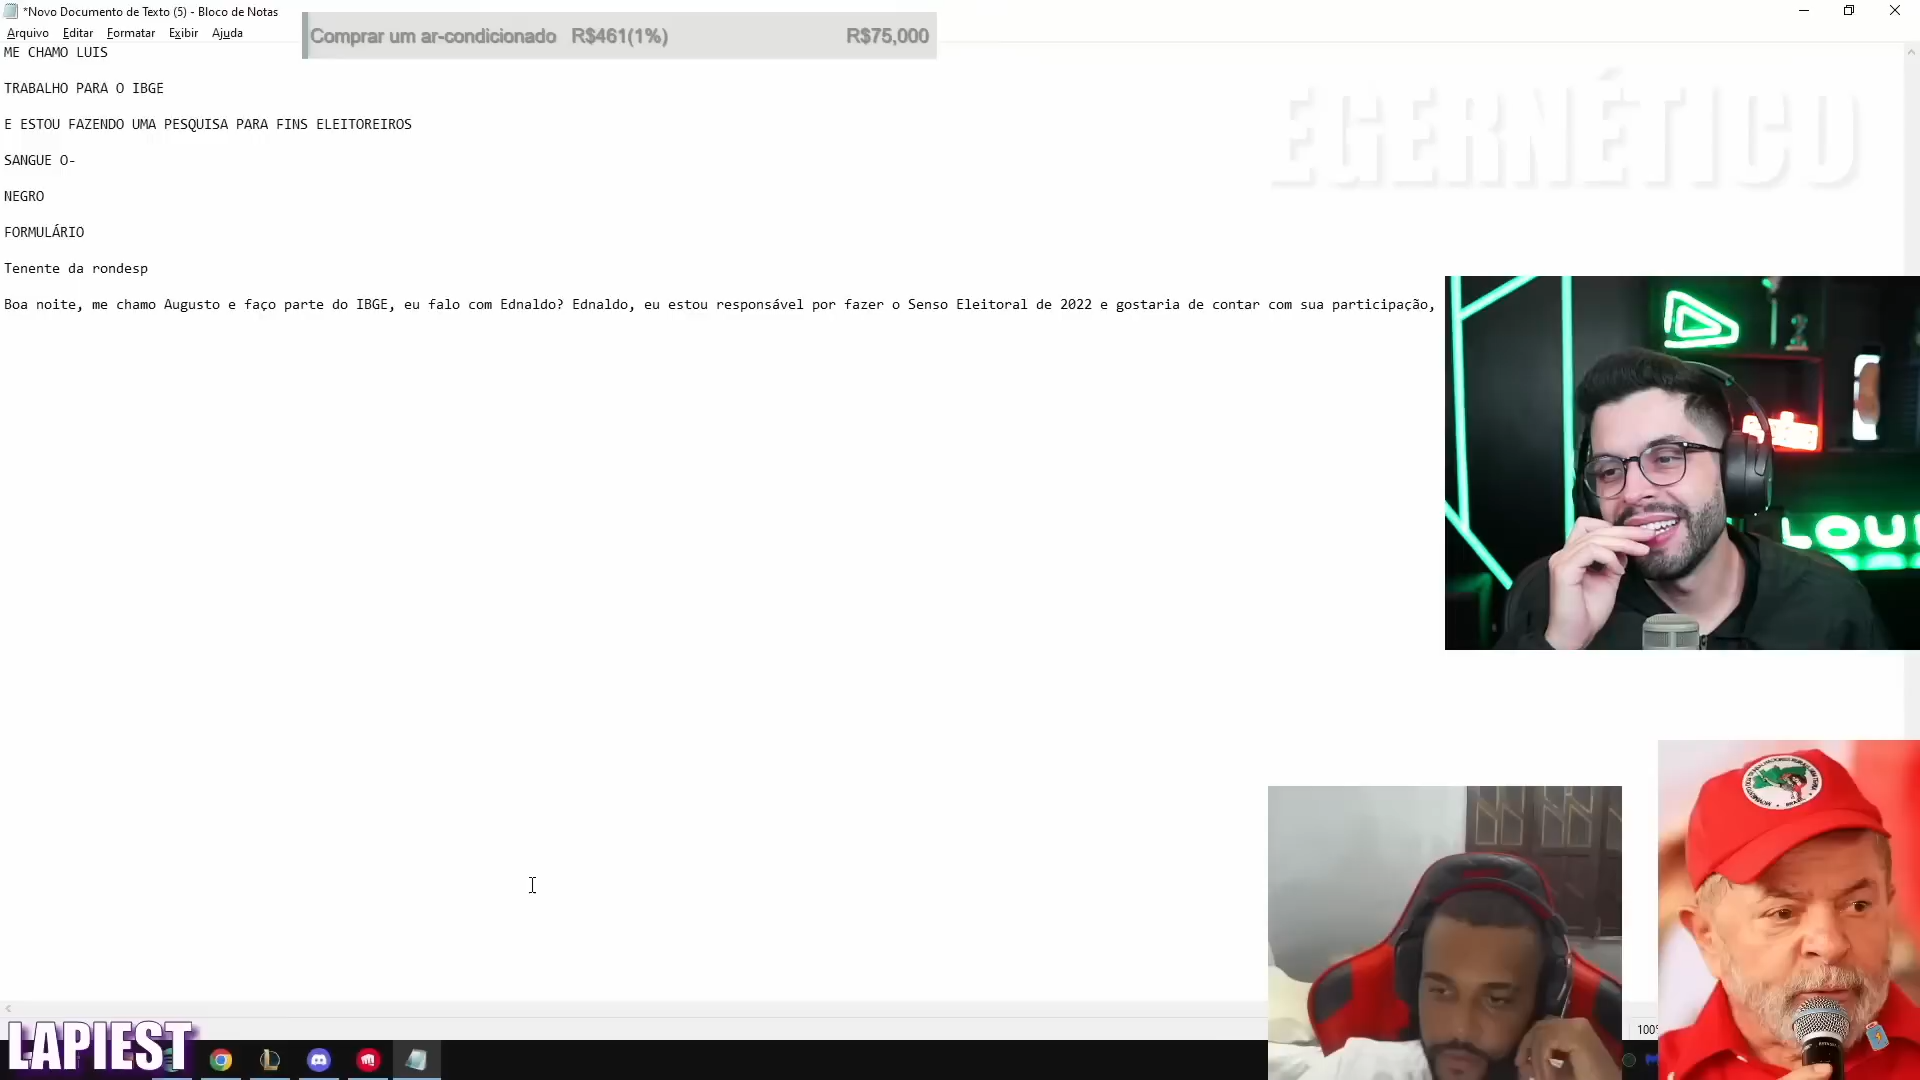 *Novo Documento de Texto (5) - Bloco de Notas
Arquivo Editar Formatar Exibir Ajuda
Comprar um ar-condicionado R$461(1%) R$75,000
ME CHAMO LUIS
TRABALHO PARA O IBGE
E ESTOU FAZENDO UMA PESQUISA PARA FINS ELEITOREIROS
EGERNÉTICO
SANGUE O-
NEGRO
FORMULÁRIO
Tenente da rondesp
Boa noite, me chamo Augusto e faço parte do IBGE, eu falo com Ednaldo? Ednaldo, eu estou responsável por fazer o Senso Eleitoral de 2022 e gostaria de contar com sua participação,
LOU
LAPIEST
100%